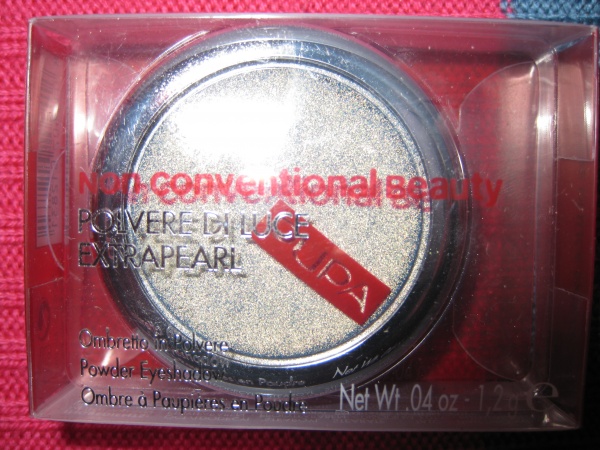 Non conventional Beauty
POLVERE DI LUCE
EXTRAPEARL
PUPA
Ombretto in Polvere
Powder Eyeshadow
Ombre à Paupières en Poudre
Net Wt. .04 oz - 1,2 g e